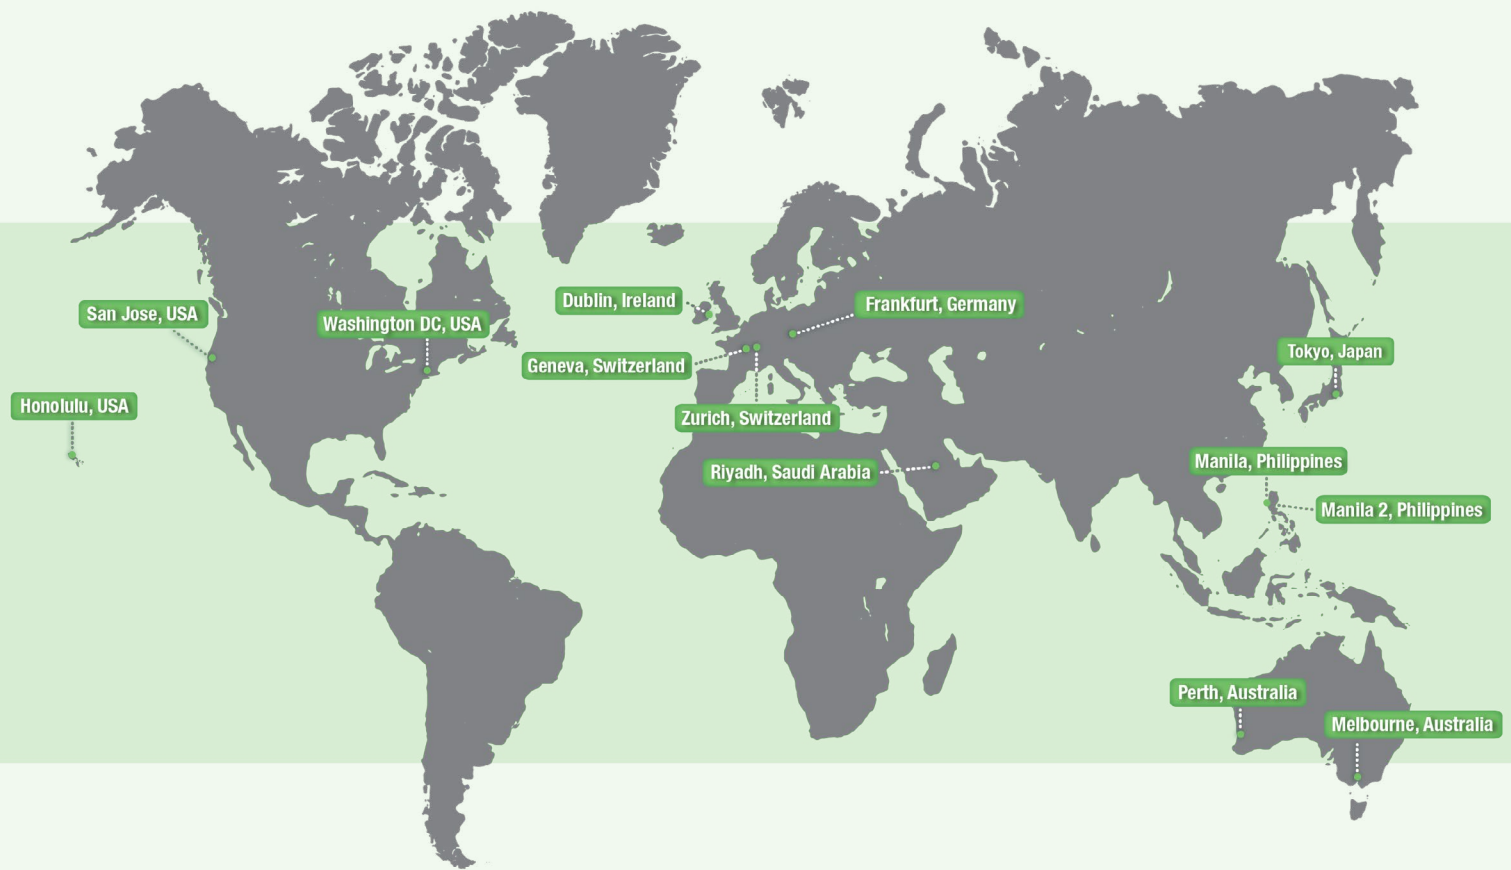 Dublin, Ireland
Frankfurt, Germany
San Jose, USA
Washington DC, USA
Tokyo, Japan
Geneva, Switzerland
Honolulu, USA
Zurich, Switzerland
Manila, Philippines
Riyadh, Saudi Arabia
Manila 2, Philippines
Perth, Australia
Melbourne, Australia